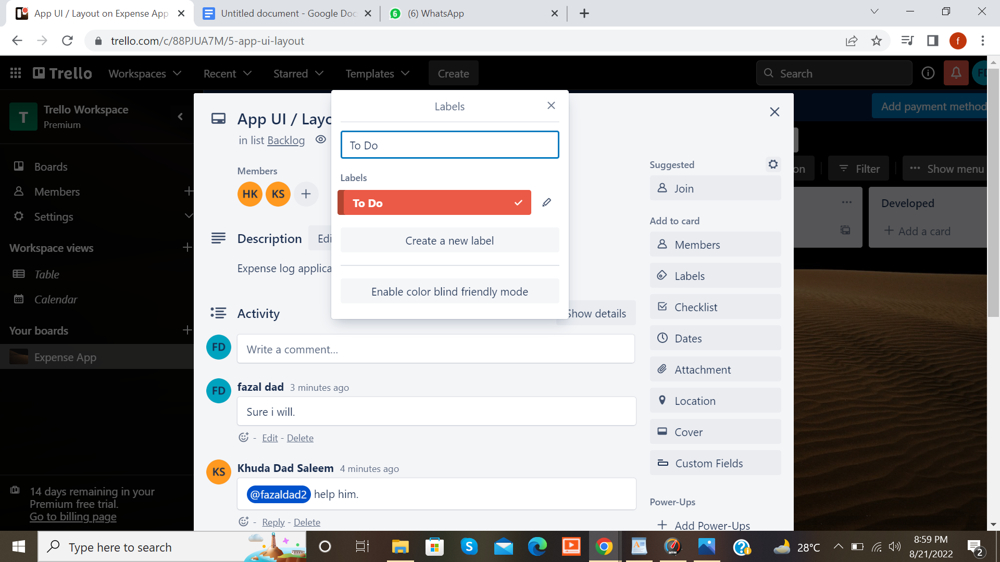 App UI / Layout on Expense App
Untitled document - Google Doc
6
(6) WhatsApp
trello.com/c/88PJUA7M/5-app-ui-layout
f
Trello
Workspaces
Recent
Starred
Templates
Create
Search
T
Trello Workspace
Premium
Boards
Members
Settings
Workspace views
Table
Calendar
Your boards
Expense App
14 days remaining in your
Premium free trial.
Go to billing page
App UI / Layo
in list Backlog
Members
HK
KS
Description
Edi
Expense log applica
Labels
To Do
Labels
To Do
Create a new label
Enable color blind friendly mode
Activity
Show details
FD
Write a comment...
FD
fazal dad 3 minutes ago
Sure i will.
- Edit - Delete
KS
Khuda Dad Saleem 4 minutes ago
@fazaldad2 help him.
- Reply - Delete
Suggested
Join
Add to card
Members
Labels
Checklist
Dates
Attachment
Location
Cover
Custom Fields
Power-Ups
Add Power-Ups
Add payment method
on
Filter
Show menu
Developed
Add a card
Type here to search
S
WPM
28°C
8:59 PM
8/21/2022
2